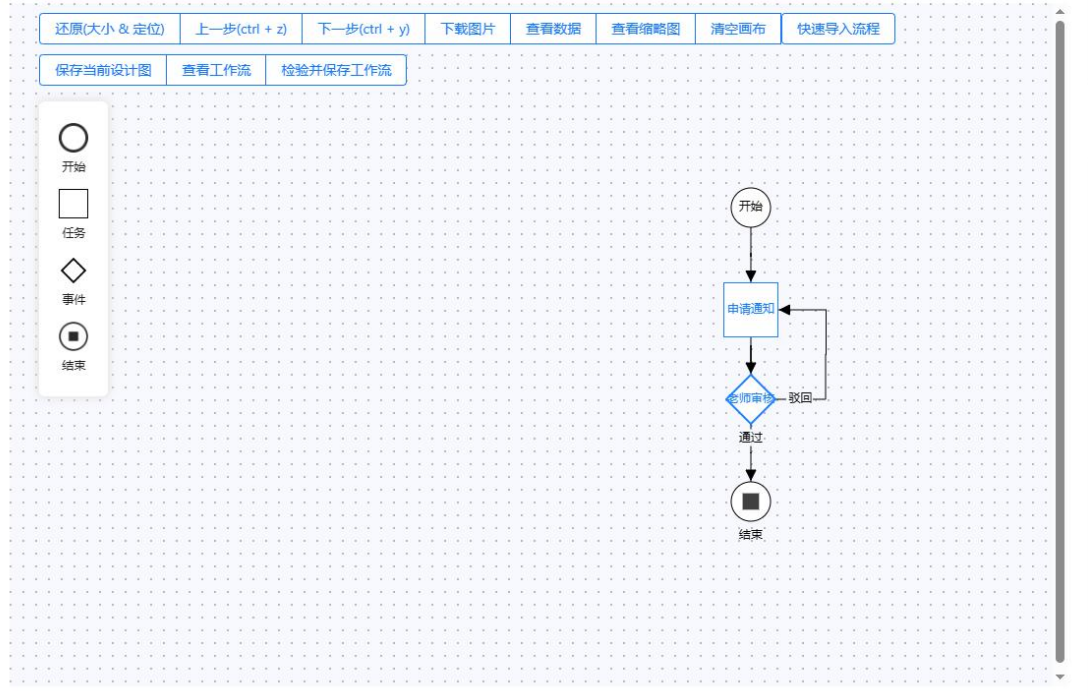 还原(大小 & 定位) 上一步(ctrl + z) 下一步(ctrl + y) 下载图片 查看数据 查看缩略图 清空画布 快速导入流程
保存当前设计图 查看工作流 检验并保存工作流
开始
任务
事件
结束
开始
申请通知
老师审核 驳回
通过
结束